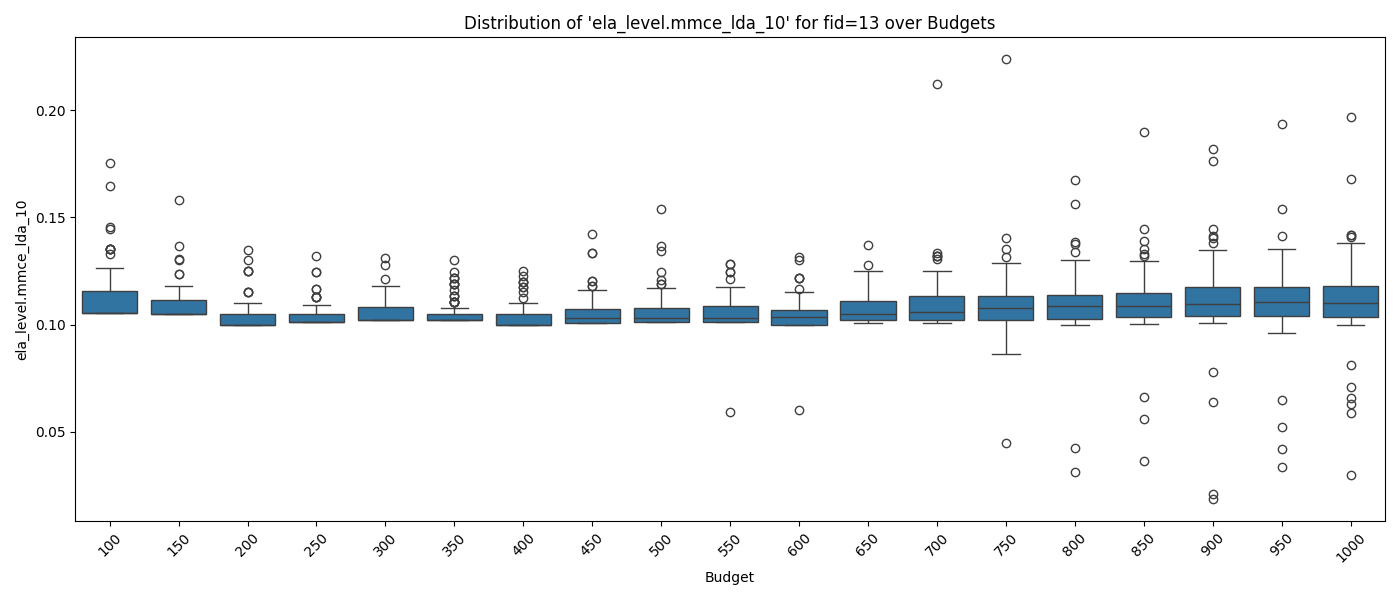 Distribution of 'ela_level.mmce_lda_10' for fid=13 over Budgets
ela_level.mmce_lda_10
0.20
0.15
0.10
0.05
100 150 200 250 300 350 400 450 500 550 600 650 700 750 800 850 900 950 1000
Budget